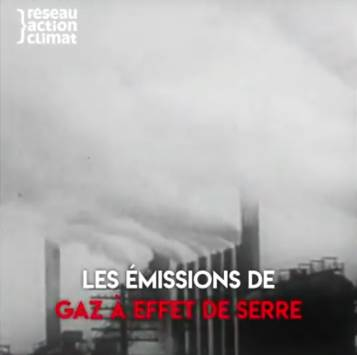 réseau
action
climat
LES ÉMISSIONS DE
GAZ À EFFET DE SERRE